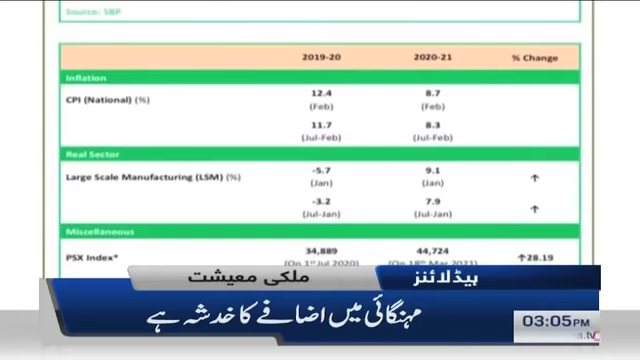 Source: SBP
2019-20 2020-21 % Change
Inflation
CPI (National) (%) 12.4 8.7
(Feb) (Feb)
11.7 8.3
(Jul-Feb) (Jul-Feb)
Real Sector
Large Scale Manufacturing (LSM) (%) -5.7 9.1 ↑
(Jan) (Jan)
-3.2 7.9 ↑
(Jul-Jan) (Jul-Jan)
Miscellaneous
PSX Index* 34,889 44,724 ↑28.19
(On 1st Jul 2020) (On 18th Mar 2021)
ہیڈلائنز
ملکی معیشت
مہنگائی میں اضافے کا خدشہ ہے
03:05PM
a.tv